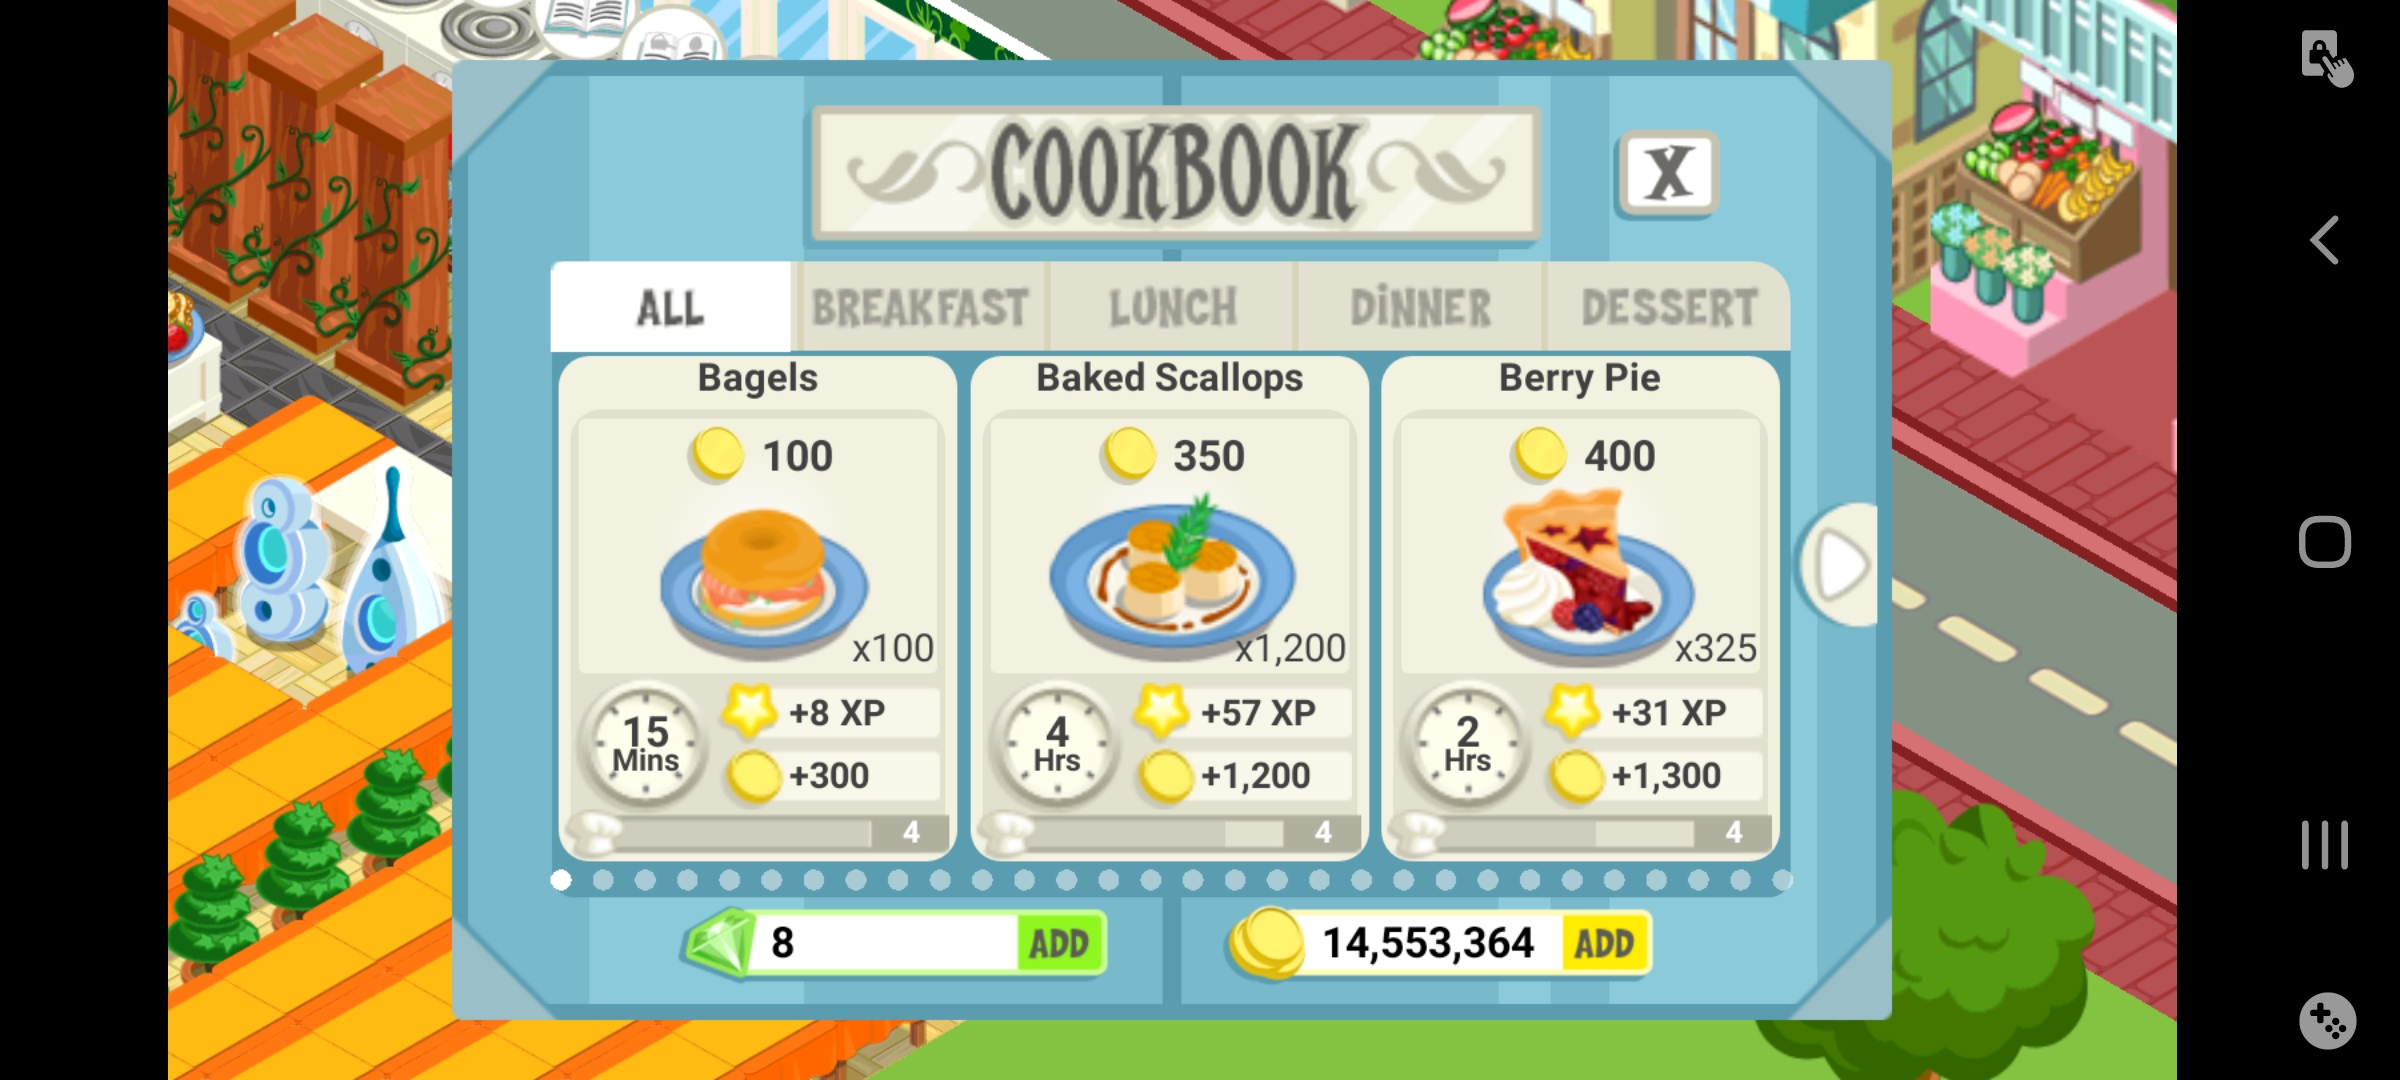 COOKBOOK
X
ALL
BREAKFAST
LUNCH
DINNER
DESSERT
Bagels
100
x100
15
Mins
+8 XP
+300
4
Baked Scallops
350
x1,200
4
Hrs
+57 XP
+1,200
4
Berry Pie
400
x325
2
Hrs
+31 XP
+1,300
4
8
ADD
14,553,364
ADD